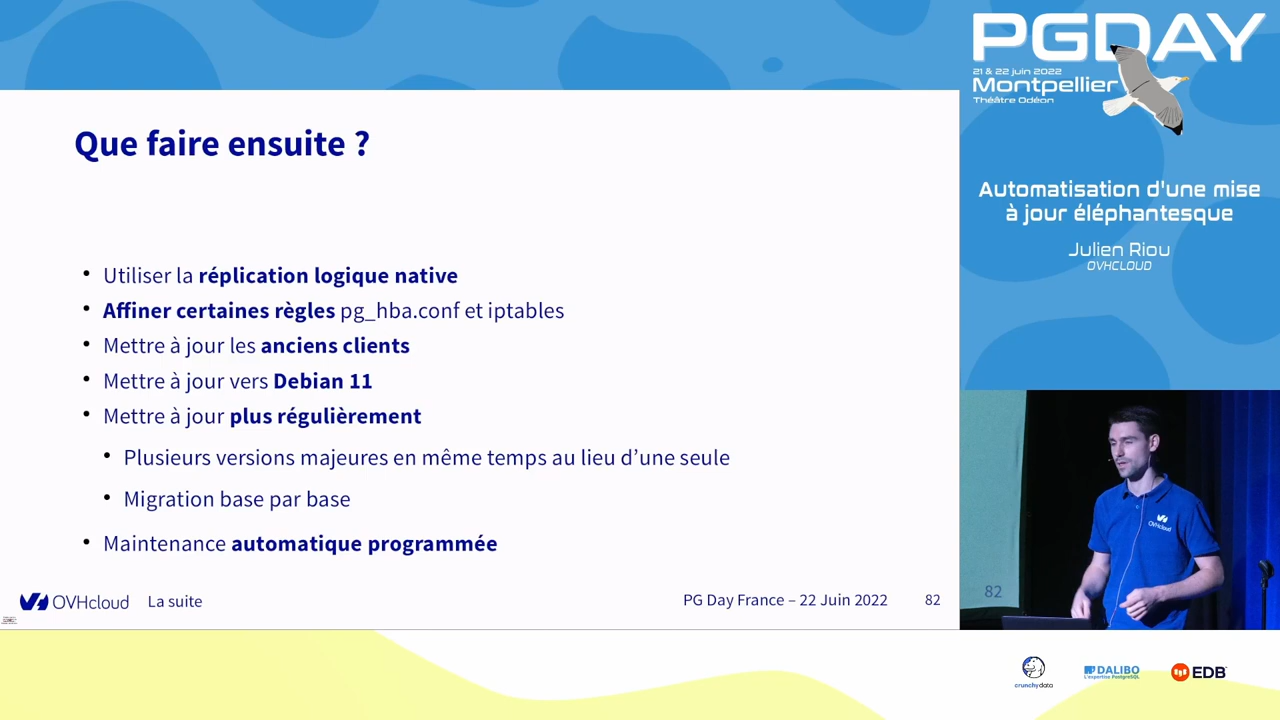 Que faire ensuite ?
Utiliser la réplication logique native
Affiner certaines règles pg_hba.conf et iptables
Mettre à jour les anciens clients
Mettre à jour vers Debian 11
Mettre à jour plus régulièrement
Plusieurs versions majeures en même temps au lieu d’une seule
Migration base par base
Maintenance automatique programmée
OVHcloud La suite PG Day France – 22 Juin 2022 82
PGDAY
21 & 22 juin 2022
Montpellier
Théâtre Odéon
Automatisation d'une mise
à jour éléphantesque
Julien Riou
OVHCLOUD
OVHcloud
82
crunchydata
DALIBO
L'expertise PostgreSQL
EDB